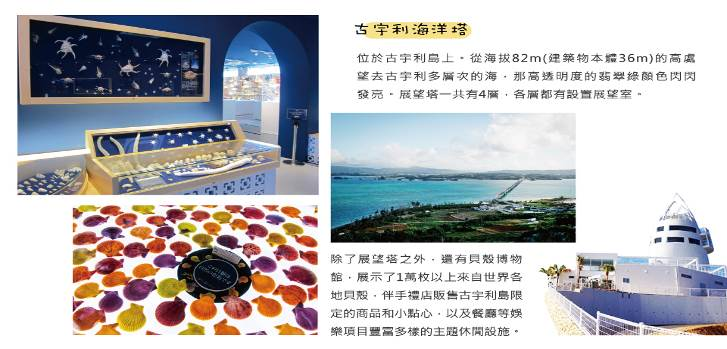 古宇利海洋塔
位於古宇利島上。從海拔82m(建築物本體36m)的高處
望去古宇利多層次的海，那高透明度的翡翠綠顏色閃閃
發亮。展望塔一共有4層，各層都有設置展望室。
除了展望塔之外，還有貝殼博物
館，展示了1萬枚以上來自世界各
地貝殼，伴手禮店販售古宇利島限
定的商品和小點心，以及餐廳等娛
樂項目豐富多樣的主題休閒設施。